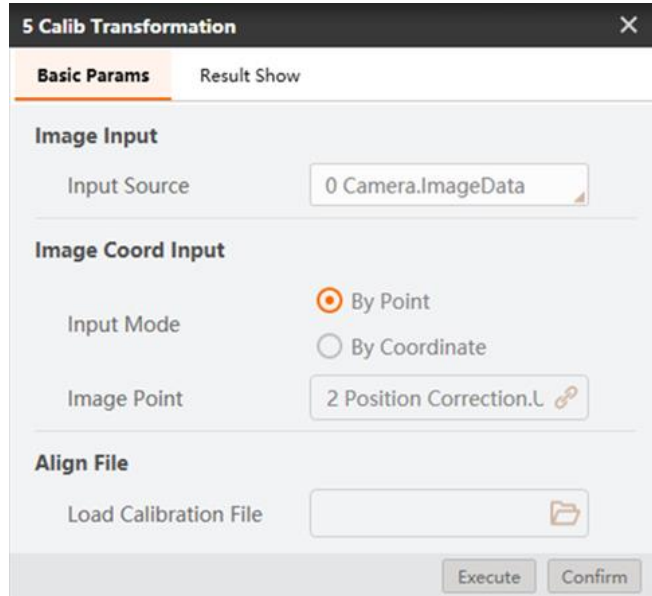 5 Calib Transformation
Basic Params Result Show
Image Input
Input Source 0 Camera.ImageData
Image Coord Input
By Point
Input Mode
By Coordinate
Image Point 2 Position Correction.
Align File
Load Calibration File
Execute Confirm